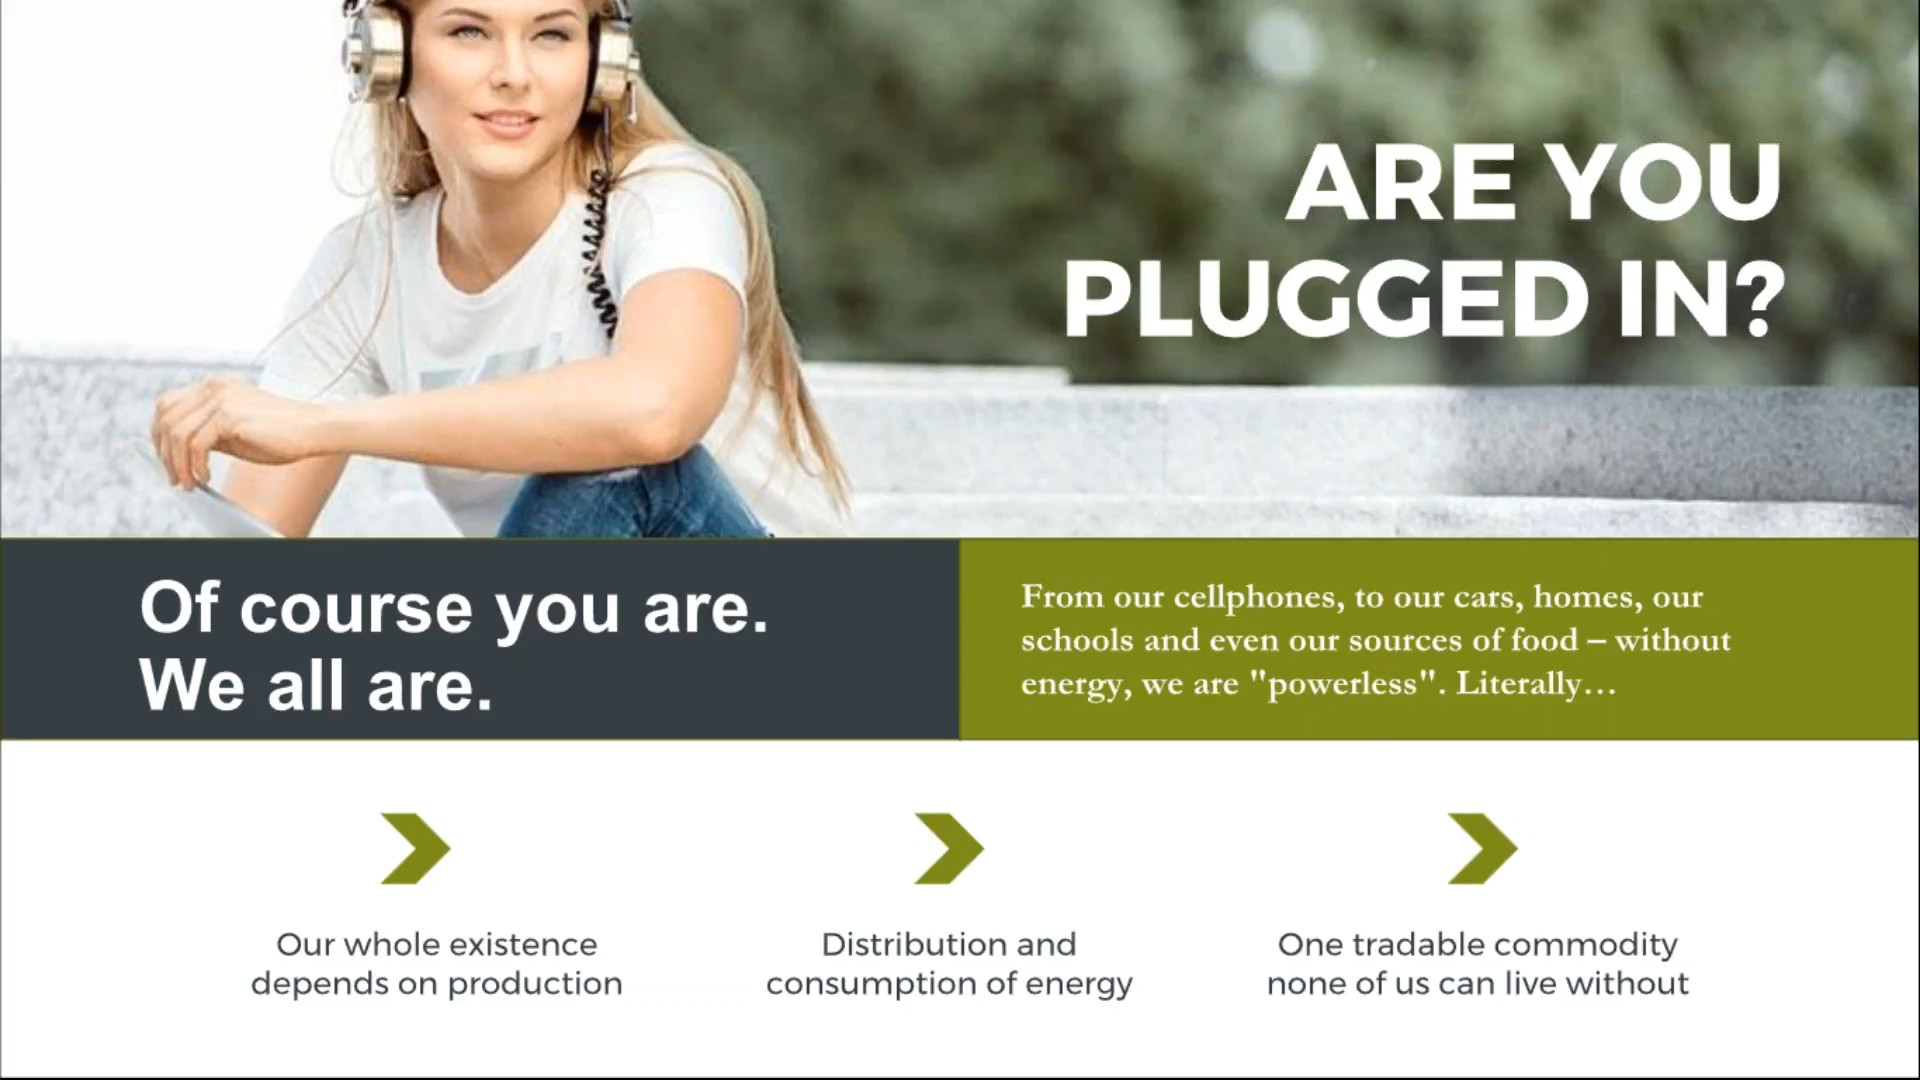 ARE YOU
PLUGGED IN?
Of course you are.
We all are.
From our cellphones, to our cars, homes, our
schools and even our sources of food – without
energy, we are "powerless". Literally…
Our whole existence
depends on production
Distribution and
consumption of energy
One tradable commodity
none of us can live without